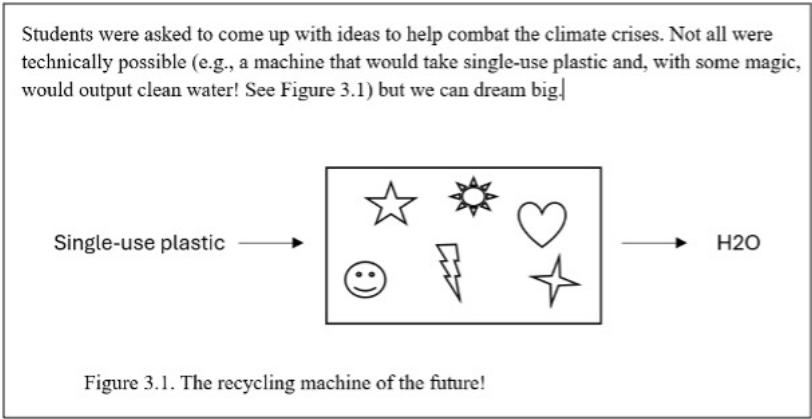 Students were asked to come up with ideas to help combat the climate crises. Not all were
technically possible (e.g., a machine that would take single-use plastic and, with some magic,
would output clean water! See Figure 3.1) but we can dream big.
Single-use plastic
H2O
Figure 3.1. The recycling machine of the future!